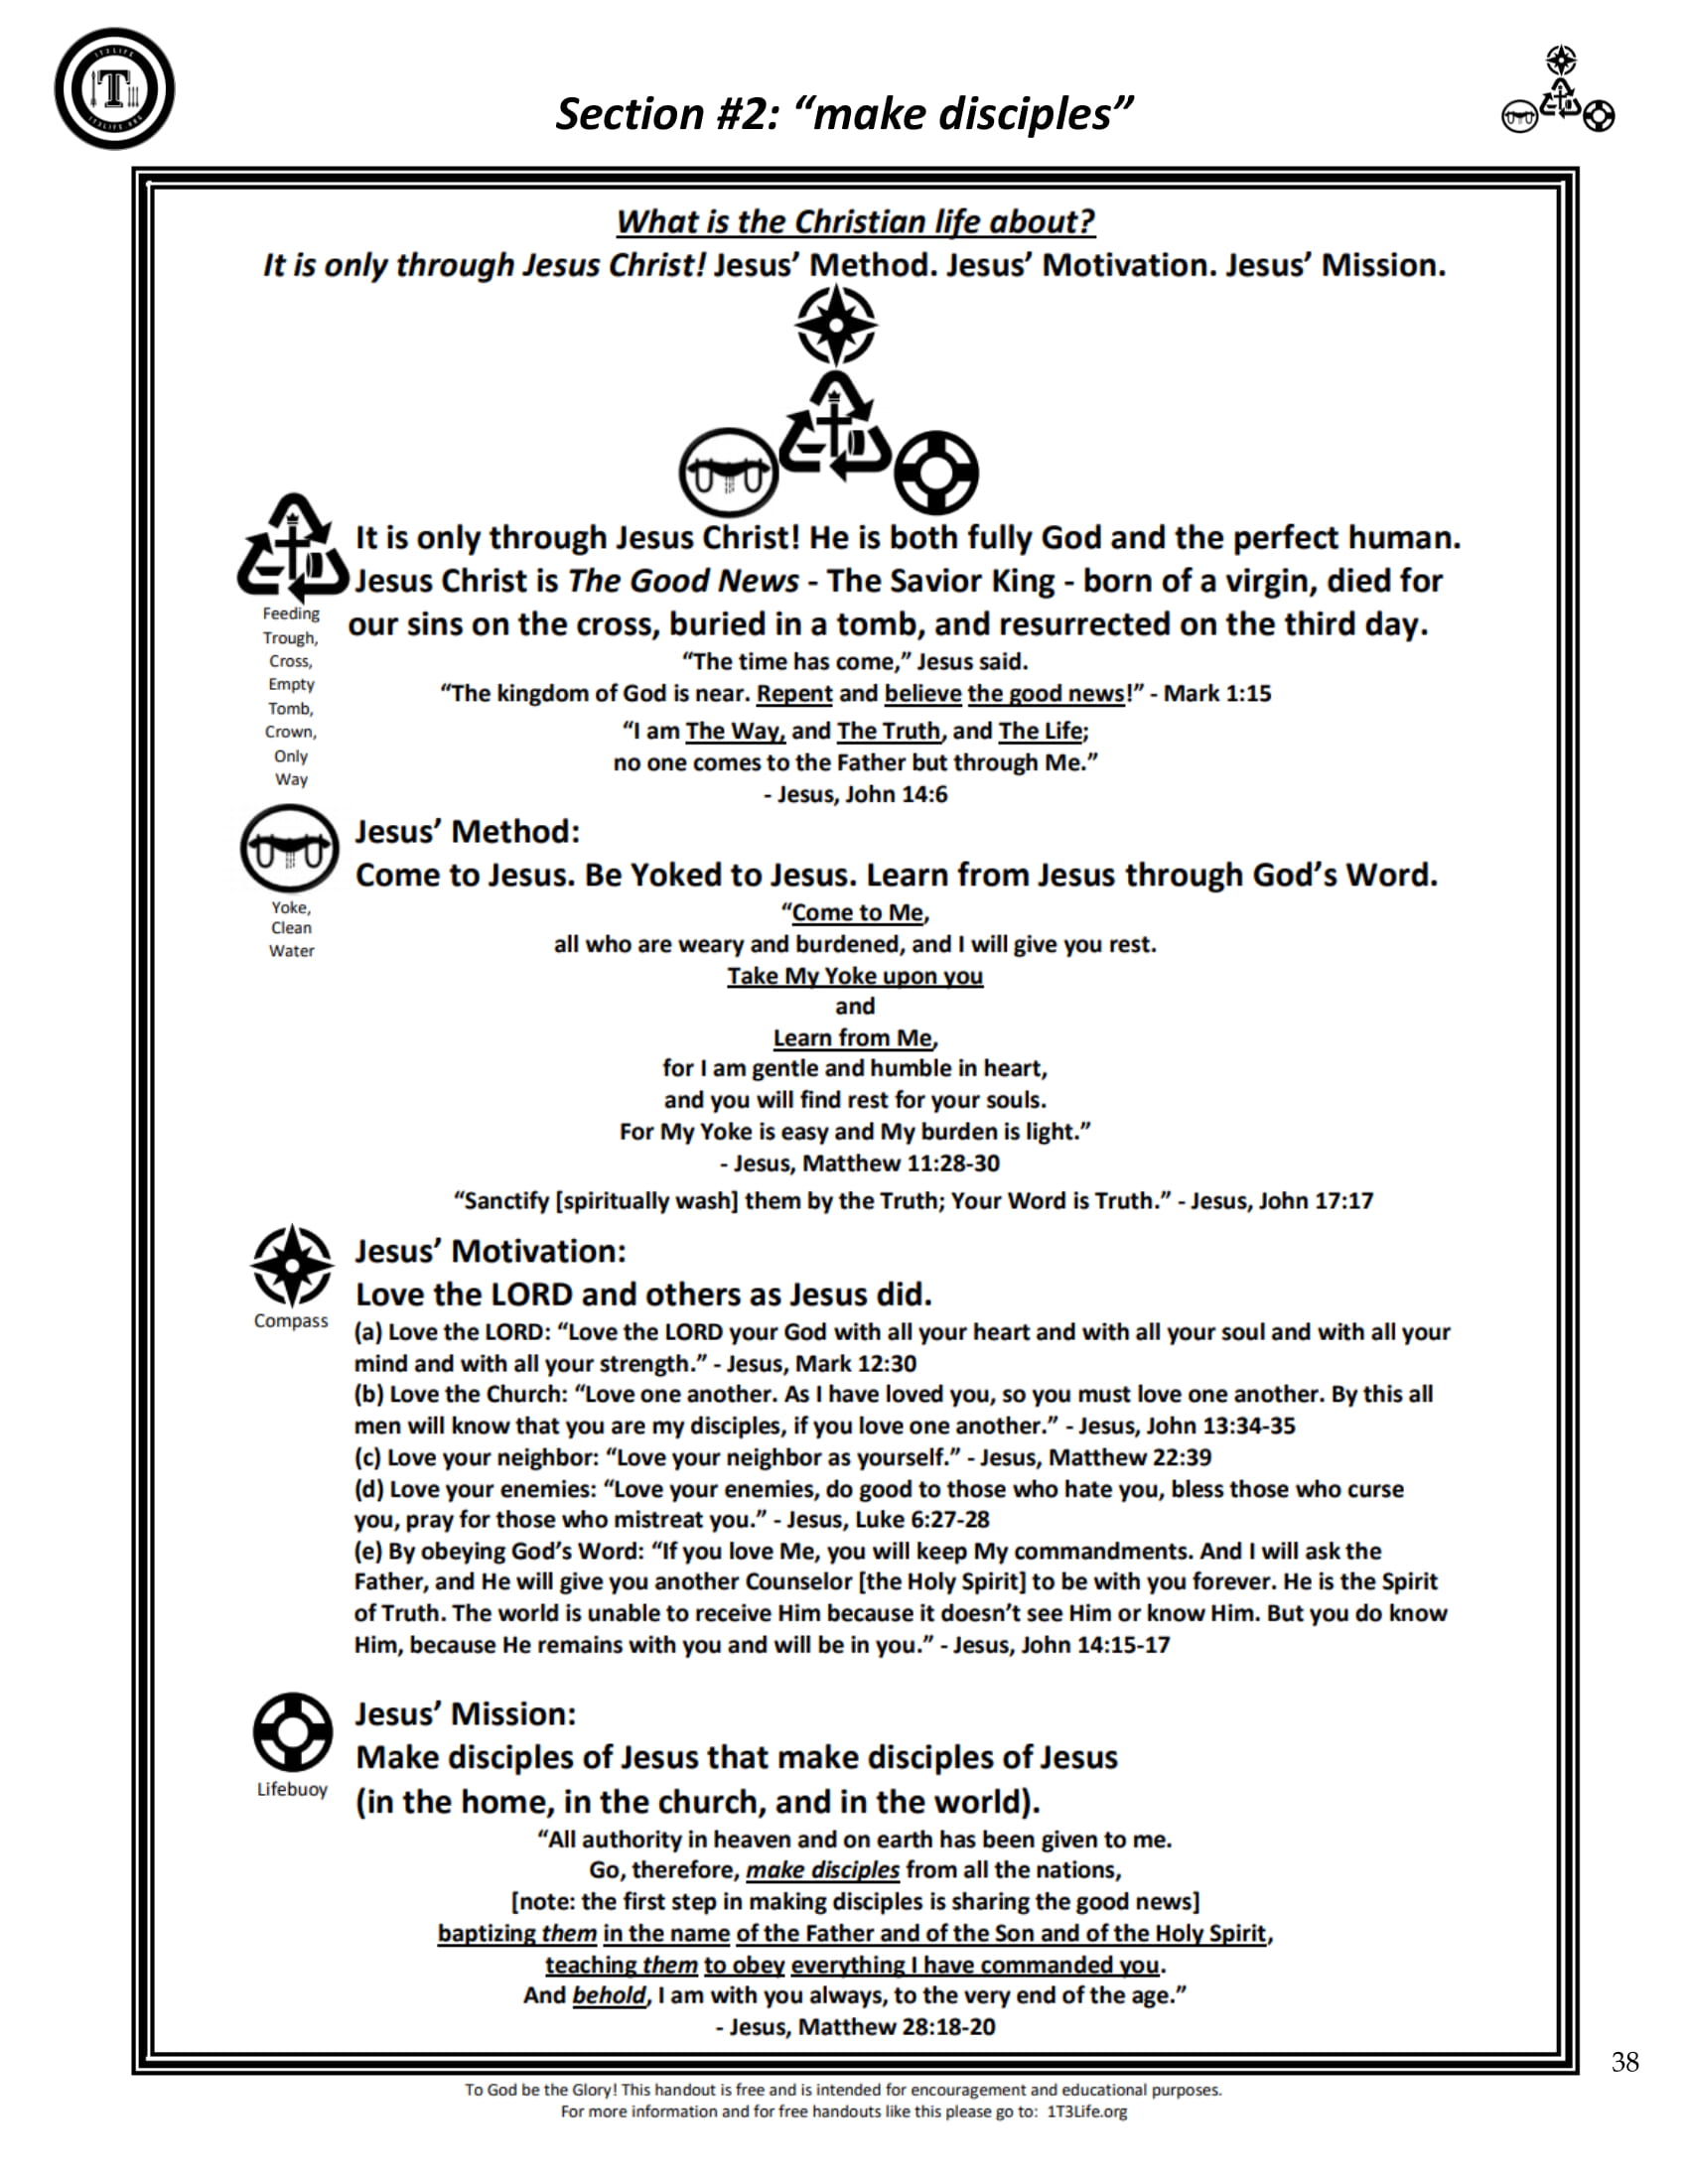 1T3LIFE
T
1T3LIFE.ORG
Section #2: “make disciples”
What is the Christian life about?
It is only through Jesus Christ! Jesus’ Method. Jesus’ Motivation. Jesus’ Mission.
It is only through Jesus Christ! He is both fully God and the perfect human.
Jesus Christ is The Good News - The Savior King - born of a virgin, died for
our sins on the cross, buried in a tomb, and resurrected on the third day.
Feeding
Trough,
Cross,
Empty
Tomb,
Crown,
Only
Way
“The time has come,” Jesus said.
“The kingdom of God is near. Repent and believe the good news!” - Mark 1:15
“I am The Way, and The Truth, and The Life;
no one comes to the Father but through Me.”
- Jesus, John 14:6
Jesus’ Method:
Come to Jesus. Be Yoked to Jesus. Learn from Jesus through God’s Word.
Yoke,
Clean
Water
“Come to Me,
all who are weary and burdened, and I will give you rest.
Take My Yoke upon you
and
Learn from Me,
for I am gentle and humble in heart,
and you will find rest for your souls.
For My Yoke is easy and My burden is light.”
- Jesus, Matthew 11:28-30
“Sanctify [spiritually wash] them by the Truth; Your Word is Truth.” - Jesus, John 17:17
Jesus’ Motivation:
Love the LORD and others as Jesus did.
Compass
(a) Love the LORD: “Love the LORD your God with all your heart and with all your soul and with all your
mind and with all your strength.” - Jesus, Mark 12:30
(b) Love the Church: “Love one another. As I have loved you, so you must love one another. By this all
men will know that you are my disciples, if you love one another.” - Jesus, John 13:34-35
(c) Love your neighbor: “Love your neighbor as yourself.” - Jesus, Matthew 22:39
(d) Love your enemies: “Love your enemies, do good to those who hate you, bless those who curse
you, pray for those who mistreat you.” - Jesus, Luke 6:27-28
(e) By obeying God’s Word: “If you love Me, you will keep My commandments. And I will ask the
Father, and He will give you another Counselor [the Holy Spirit] to be with you forever. He is the Spirit
of Truth. The world is unable to receive Him because it doesn’t see Him or know Him. But you do know
Him, because He remains with you and will be in you.” - Jesus, John 14:15-17
Jesus’ Mission:
Make disciples of Jesus that make disciples of Jesus
(in the home, in the church, and in the world).
Lifebuoy
“All authority in heaven and on earth has been given to me.
Go, therefore, make disciples from all the nations,
[note: the first step in making disciples is sharing the good news]
baptizing them in the name of the Father and of the Son and of the Holy Spirit,
teaching them to obey everything I have commanded you.
And behold, I am with you always, to the very end of the age.”
- Jesus, Matthew 28:18-20
38
To God be the Glory! This handout is free and is intended for encouragement and educational purposes.
For more information and for free handouts like this please go to: 1T3Life.org